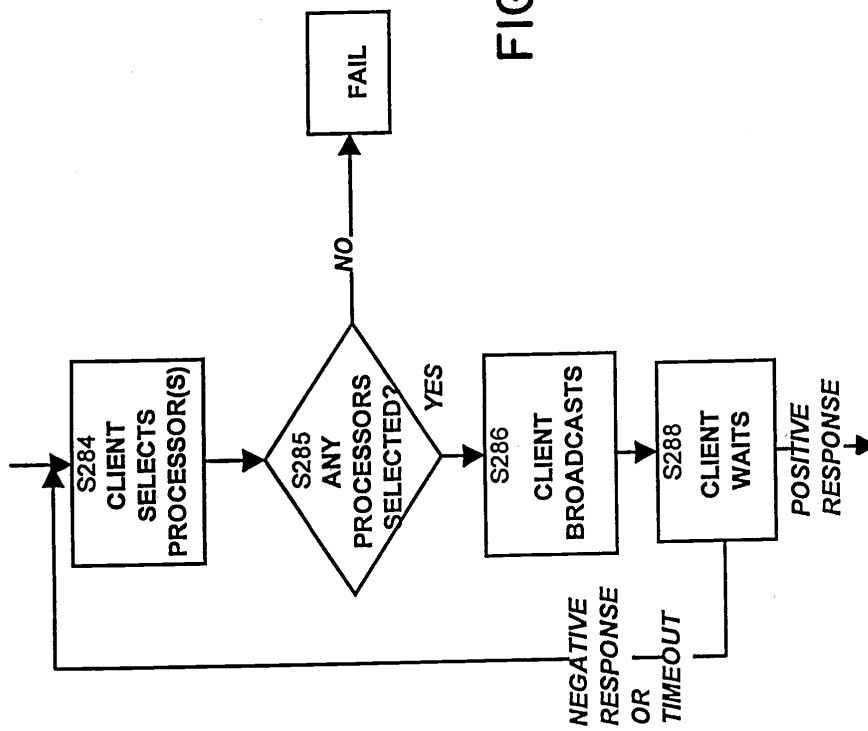 S284
CLIENT
SELECTS
PROCESSOR(S)
S285
ANY
PROCESSORS
SELECTED?
NO
FAIL
YES
S286
CLIENT
BROADCASTS
S288
CLIENT
WAITS
NEGATIVE
RESPONSE
OR
TIMEOUT
POSITIVE
RESPONSE